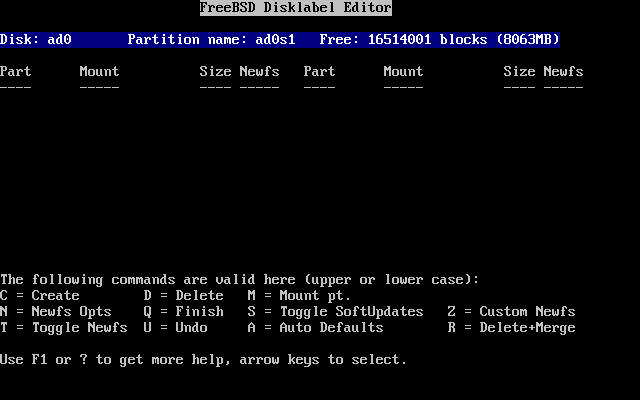 FreeBSD Disklabel Editor
Disk: ad0       Partition name: ad0s1   Free: 16514001 blocks (8063MB)
Part      Mount          Size Newfs   Part      Mount          Size Newfs
----      -----          ---- -----   ----      -----          ---- -----
The following commands are valid here (upper or lower case):
C = Create        D = Delete   M = Mount pt.
N = Newfs Opts    Q = Finish   S = Toggle SoftUpdates   Z = Custom Newfs
T = Toggle Newfs  U = Undo     A = Auto Defaults        R = Delete+Merge
Use F1 or ? to get more help, arrow keys to select.